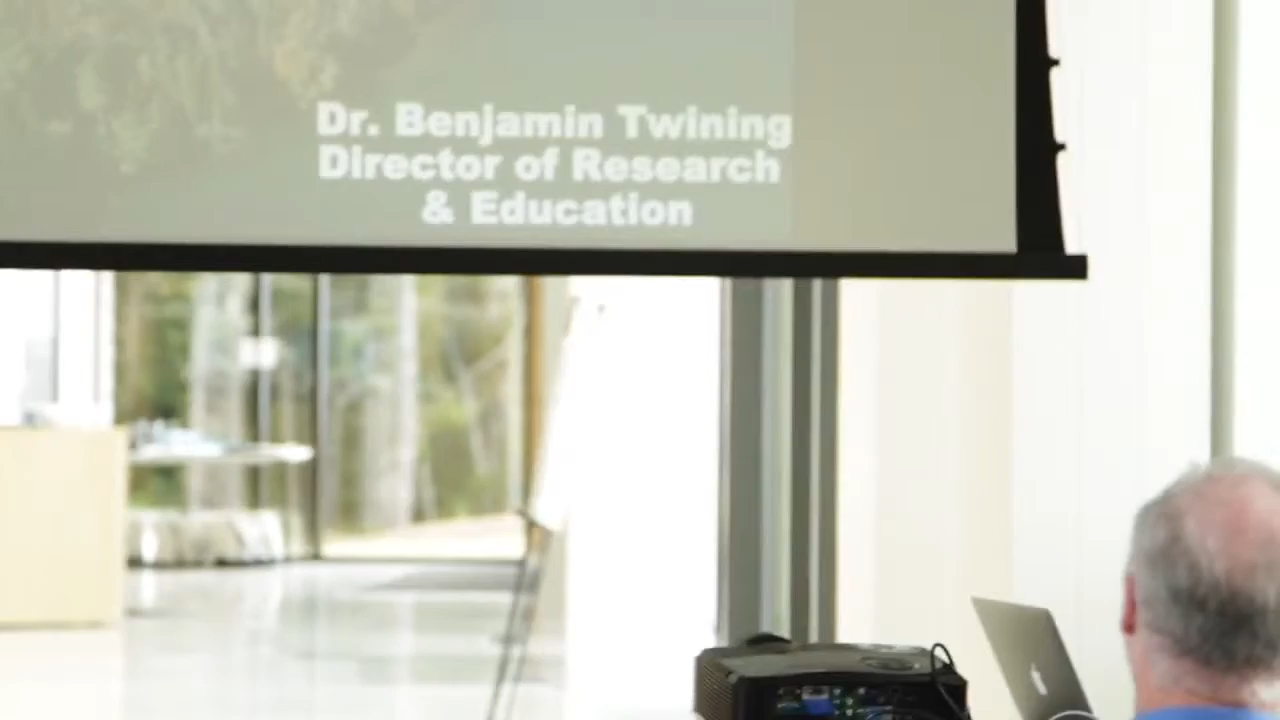 Dr. Benjamin Twining
Director of Research
& Education